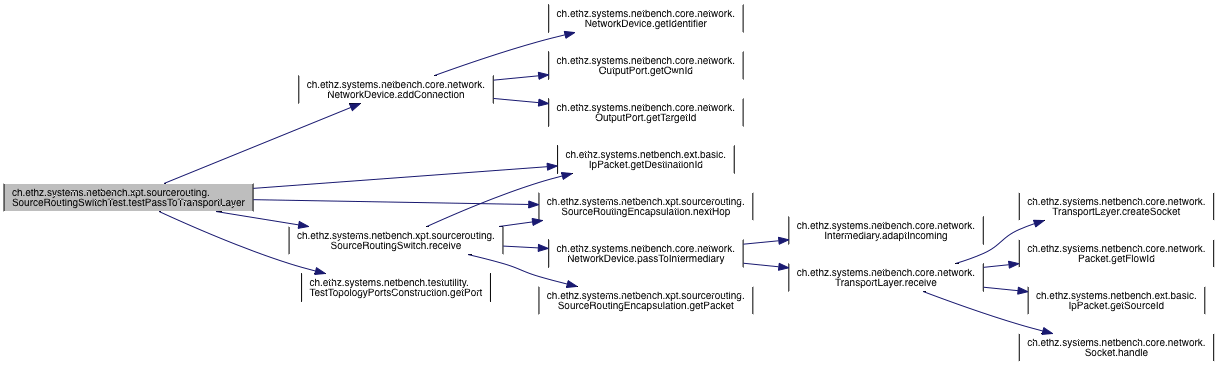 ch.ethz.systems.netbench.core.network.
NetworkDevice.getIdentifier
ch.ethz.systems.netbench.core.network.
OutputPort.getOwnId
ch.ethz.systems.netbench.core.network.
NetworkDevice.addConnection
ch.ethz.systems.netbench.core.network.
OutputPort.getTargetId
ch.ethz.systems.netbench.ext.basic.
IpPacket.getDestinationId
ch.ethz.systems.netbench.xpt.sourcerouting.
SourceRoutingSwitchTest.testPassToTransportLayer
ch.ethz.systems.netbench.xpt.sourcerouting.
SourceRoutingEncapsulation.nextHop
ch.ethz.systems.netbench.xpt.sourcerouting.
SourceRoutingSwitch.receive
ch.ethz.systems.netbench.core.network.
NetworkDevice.passToIntermediary
ch.ethz.systems.netbench.testutility.
TestTopologyPortsConstruction.getPort
ch.ethz.systems.netbench.xpt.sourcerouting.
SourceRoutingEncapsulation.getPacket
ch.ethz.systems.netbench.core.network.
Intermediary.adaptIncoming
ch.ethz.systems.netbench.core.network.
TransportLayer.receive
ch.ethz.systems.netbench.core.network.
TransportLayer.createSocket
ch.ethz.systems.netbench.core.network.
Packet.getFlowId
ch.ethz.systems.netbench.ext.basic.
IpPacket.getSourceId
ch.ethz.systems.netbench.core.network.
Socket.handle